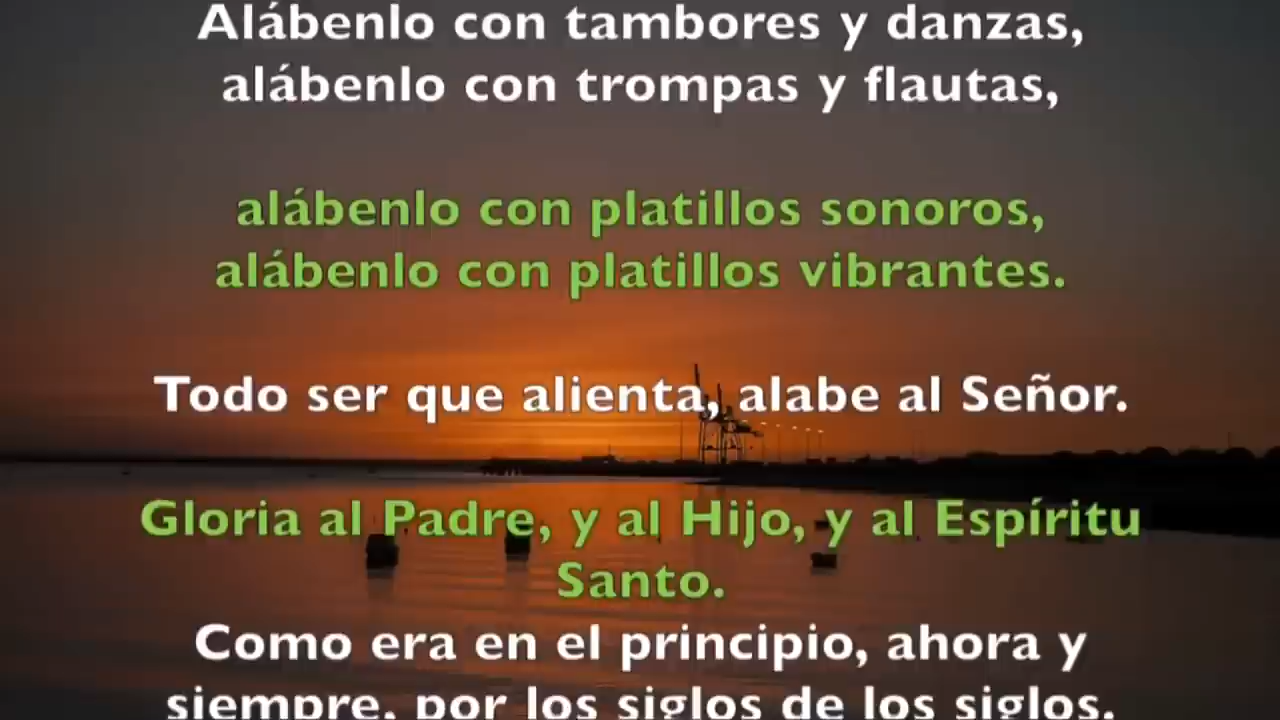 Alábenlo con tambores y danzas,
alábenlo con trompas y flautas,
alábenlo con platillos sonoros,
alábenlo con platillos vibrantes.
Todo ser que alienta, alabe al Señor.
Gloria al Padre, y al Hijo, y al Espíritu
Santo.
Como era en el principio, ahora y
siempre, por los siglos de los siglos.